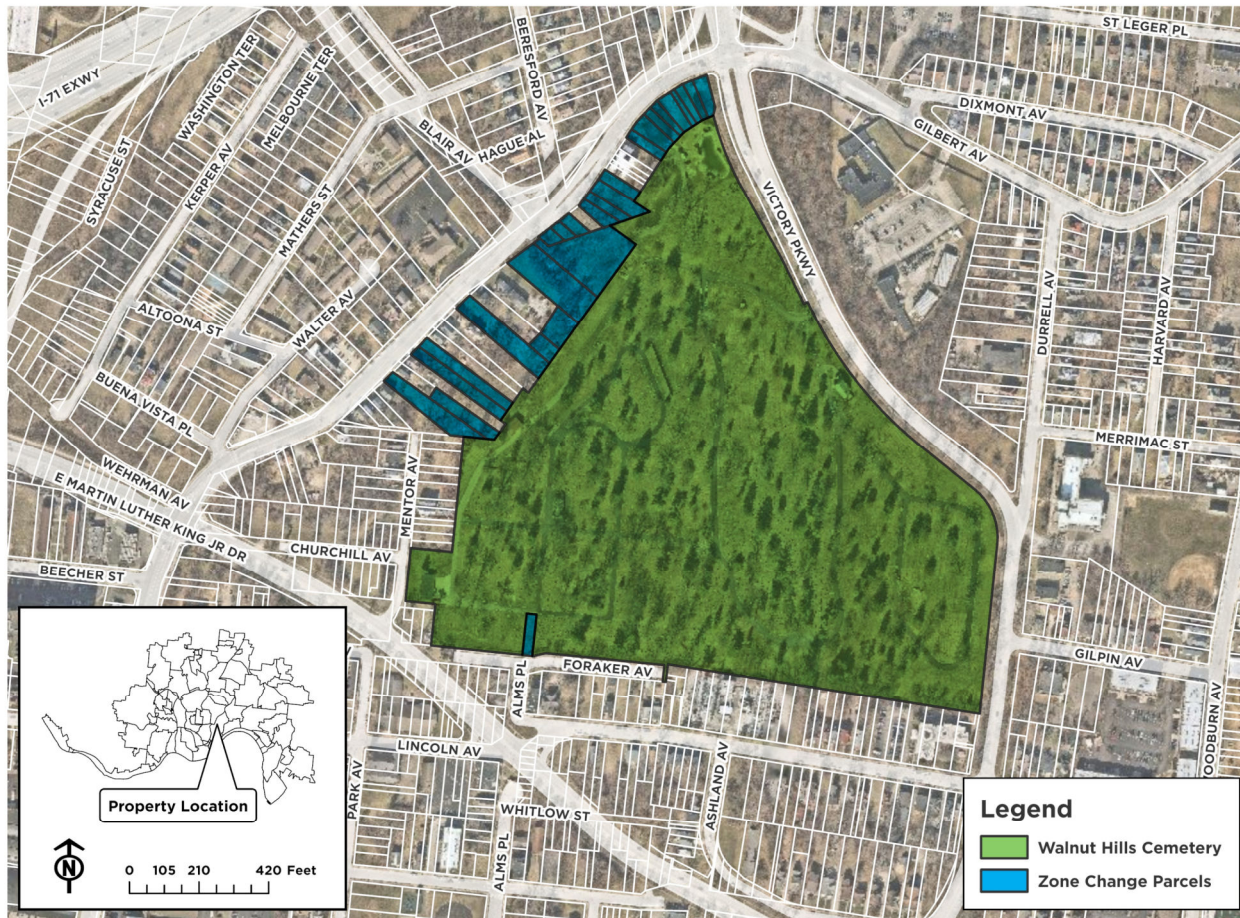 ST LEGER PL
BERESFORD AV
WASHINGTON TER
MELBOURNE TER
I-71 EXWY
DIXMONT AV
BLAIR AV
HAGUE AL
GILBERT AV
SYRACUSE ST
KERPER AV
MATHERS ST
VICTORY PKWY
DURRELL AV
HARVARD AV
ALTOONA ST
WALTER AV
BUENA VISTA PL
MERRIMAC ST
WEHRMAN AV
E MARTIN LUTHER KING JR DR
MENTOR AV
CHURCHILL AV
BEECHER ST
GILPIN AV
FORAKER AV
ALMS PL
WOODBURN AV
LINCOLN AV
ASHLAND AV
PARK AV
WHITLOW ST
ALMS PL
Property Location
N
0 105 210 420 Feet
Legend
Walnut Hills Cemetery
Zone Change Parcels